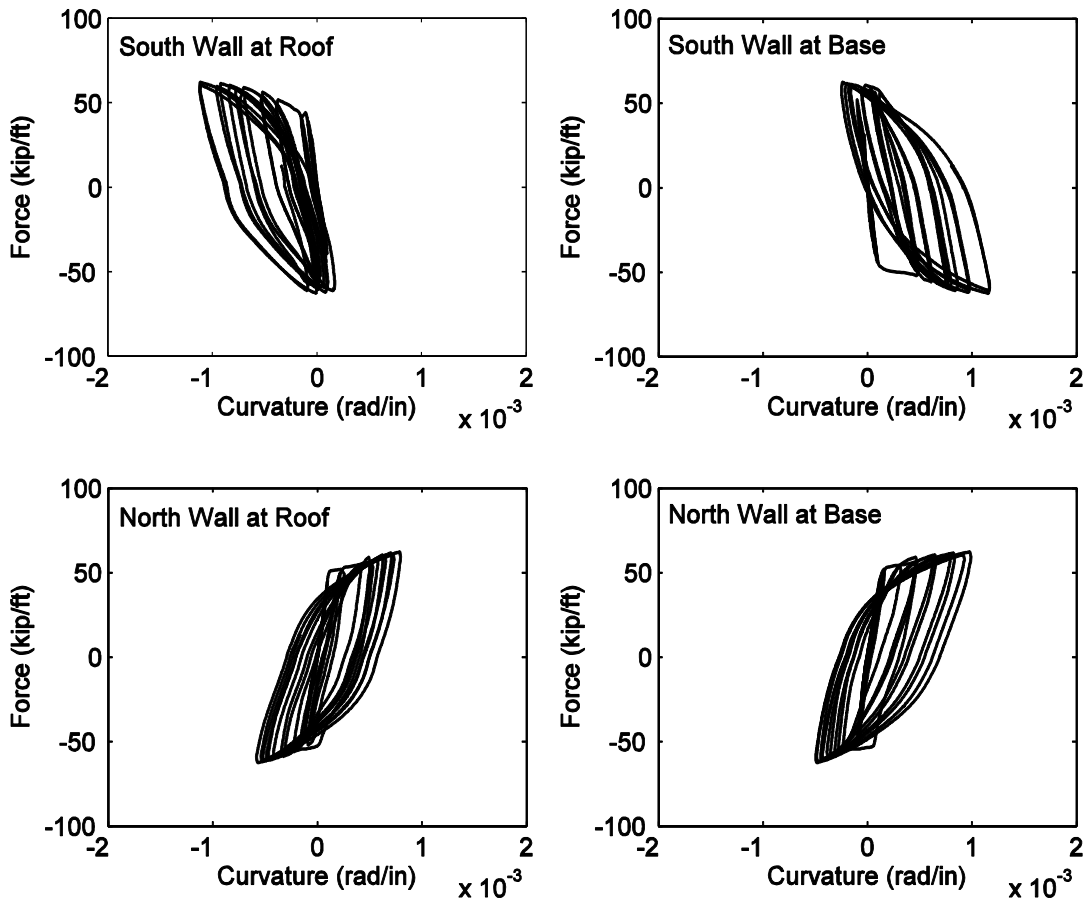 100
South Wall at Roof
50
Force (kip/ft)
0
-50
-100
-2 -1 0 1 2
Curvature (rad/in)
x 10-3
100
South Wall at Base
50
Force (kip/ft)
0
-50
-100
-2 -1 0 1 2
Curvature (rad/in)
x 10-3
100
North Wall at Roof
50
Force (kip/ft)
0
-50
-100
-2 -1 0 1 2
Curvature (rad/in)
x 10-3
100
North Wall at Base
50
Force (kip/ft)
0
-50
-100
-2 -1 0 1 2
Curvature (rad/in)
x 10-3